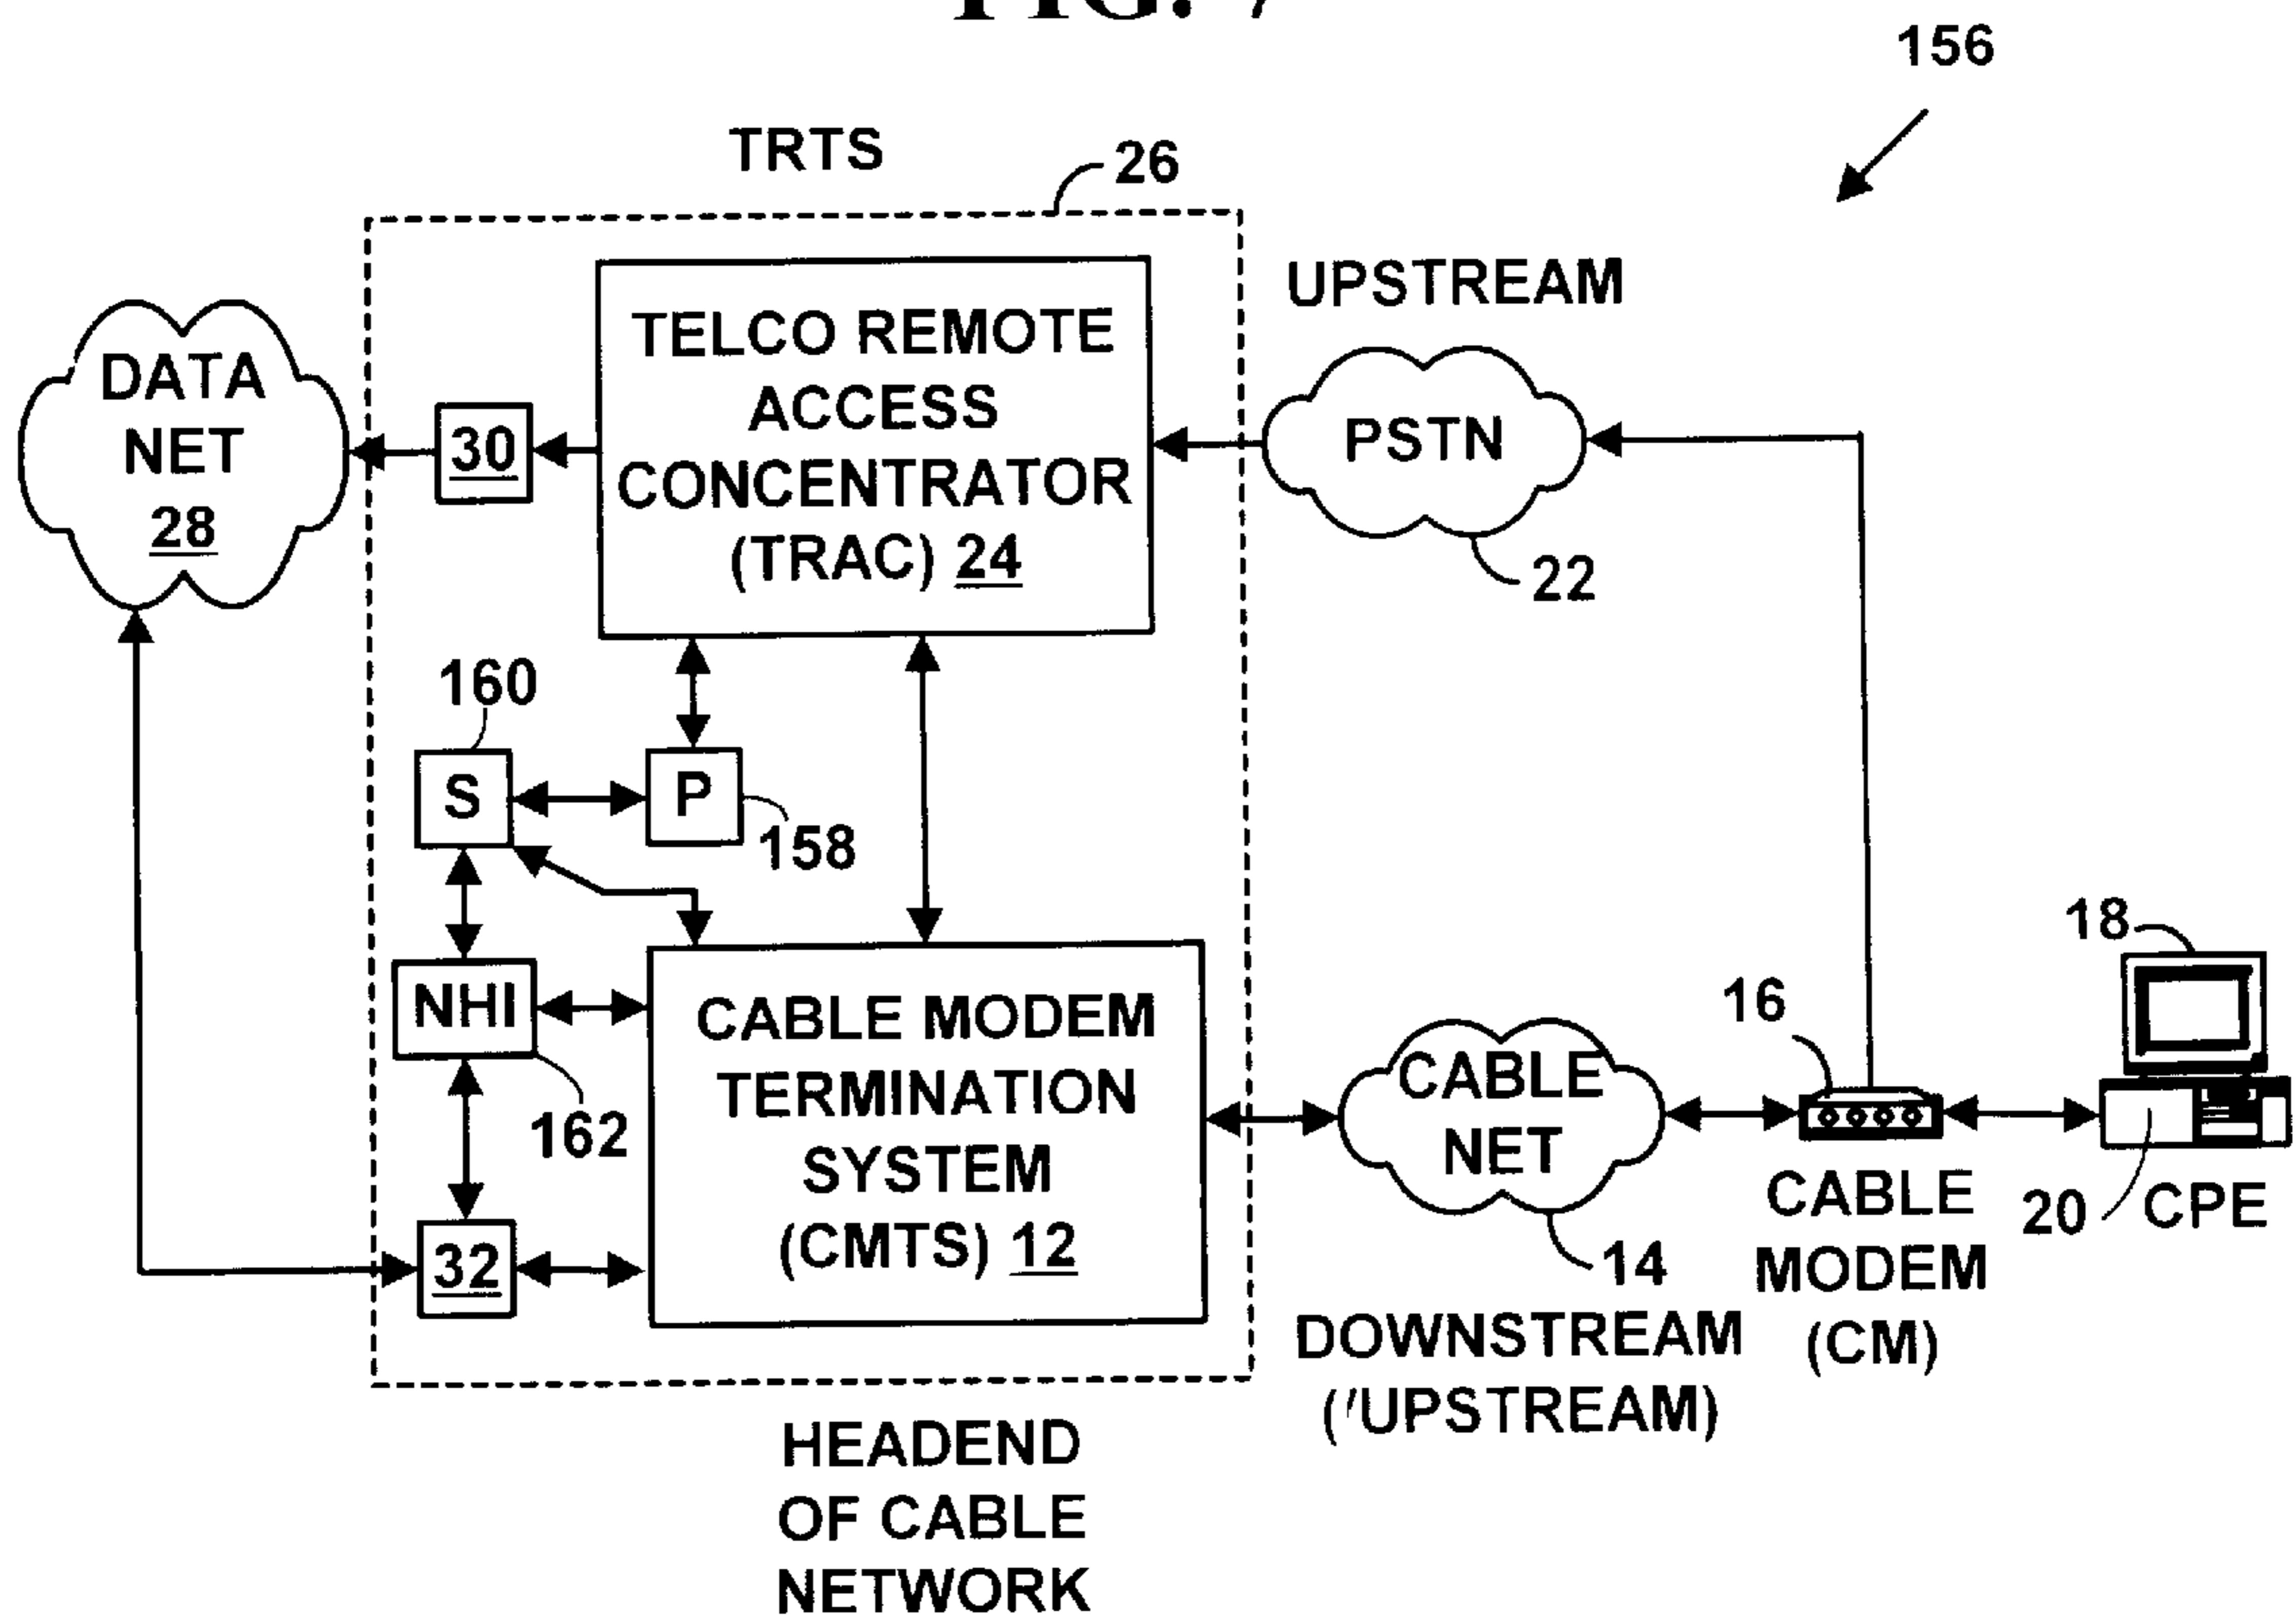 FIG. 7
156
TRTS
26
UPSTREAM
TELCO REMOTE
ACCESS
CONCENTRATOR
(TRAC) 24
DATA
NET
28
30
PSTN
22
160
S
P
158
NHI
162
32
CABLE MODEM
TERMINATION
SYSTEM
(CMTS) 12
CABLE
NET
14
16
18
20
CPE
CABLE
MODEM
(CM)
DOWNSTREAM
(/UPSTREAM)
HEADEND
OF CABLE
NETWORK